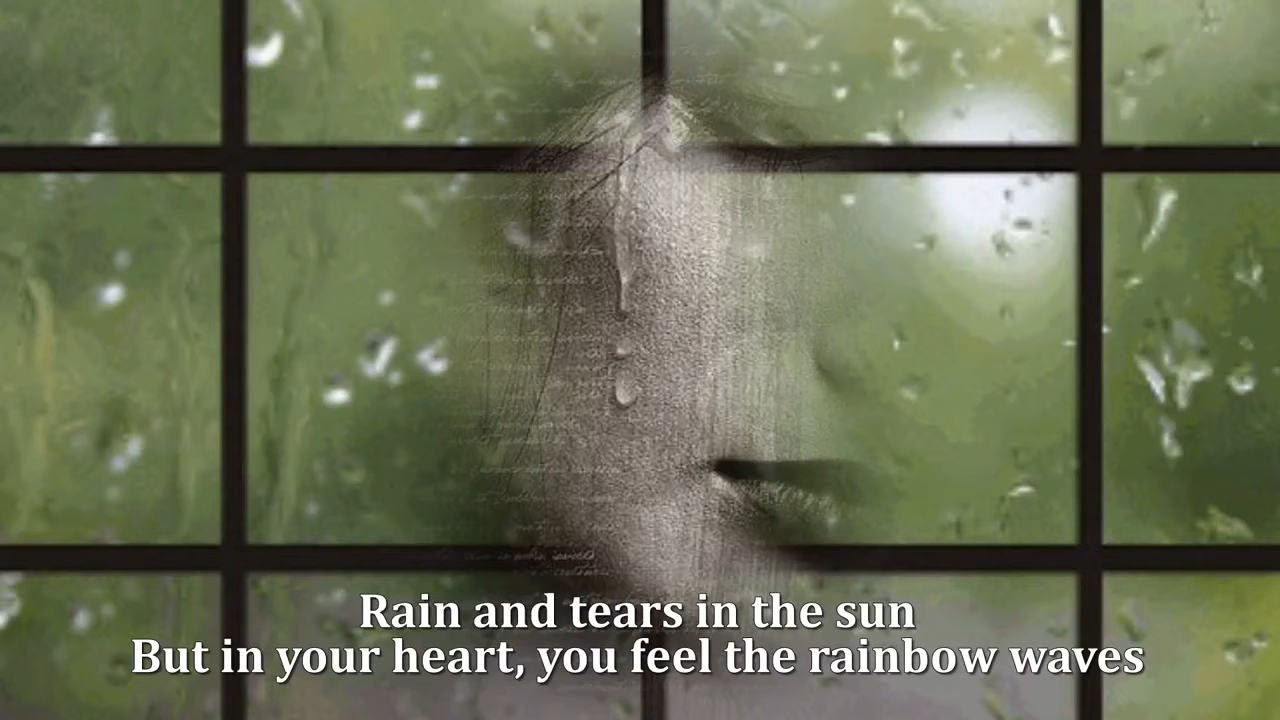 Rain and tears in the sun
But in your heart, you feel the rainbow waves